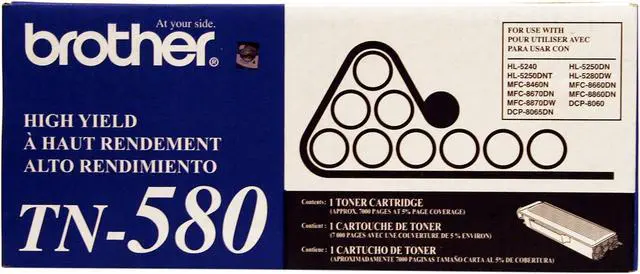 At your side.
brother®
HIGH YIELD
À HAUT RENDEMENT
ALTO RENDIMIENTO
TN-580
FOR USE WITH
POUR UTILISER AVEC
PARA USAR CON
HL-5240 HL-5250DN
HL-5250DNT HL-5280DW
MFC-8460N MFC-8660DN
MFC-8670DN MFC-8860DN
MFC-8870DW DCP-8060
DCP-8065DN
Contents: 1 TONER CARTRIDGE
(APPROX. 7000 PAGES AT 5% PAGE COVERAGE)
Contient : 1 CARTOUCHE DE TONER
(7 000 PAGES AVEC UNE COUVERTURE DE 5 % ENVIRON)
Contiene : 1 CARTUCHO DE TONER
(APROXIMADAMENTE 7000 PAGINAS TAMAÑO CARTA AL 5% DE COBERTURA)